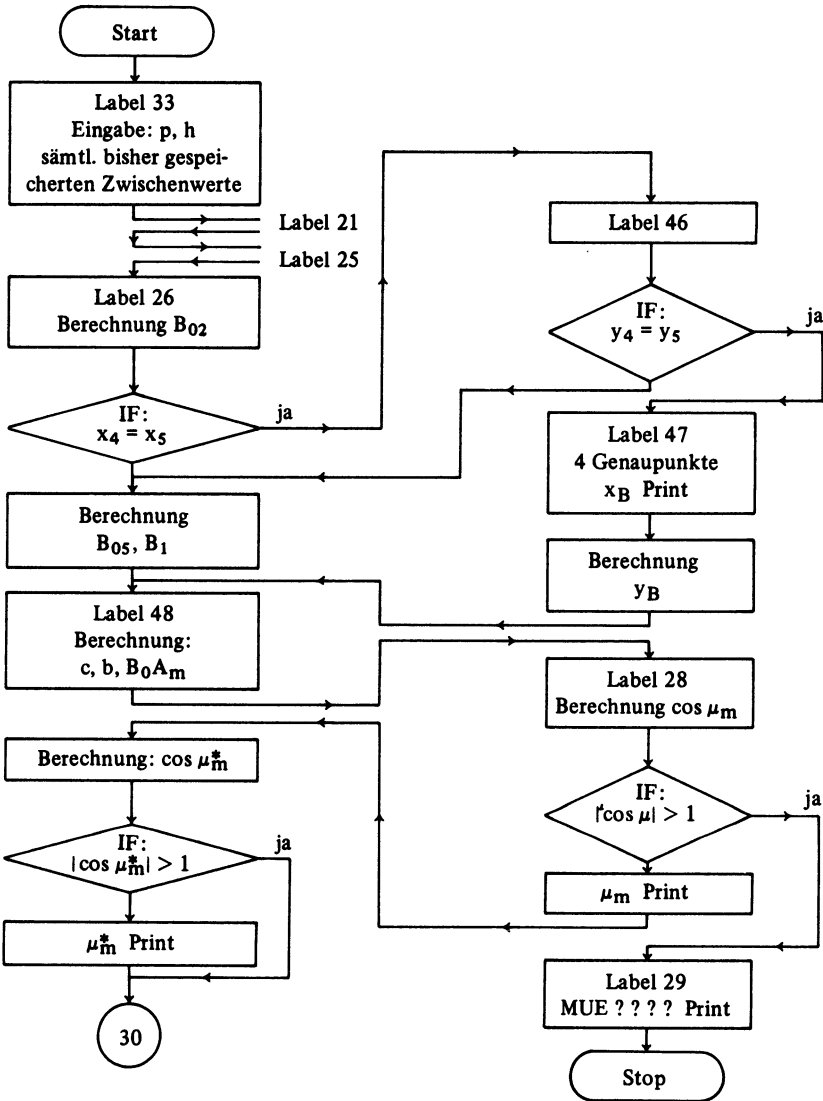 Start
Label 33
Eingabe: p, h
sämtl. bisher gespei-
cherten Zwischenwerte
Label 21
Label 25
Label 26
Berechnung B₀₂
IF:
x₄ = x₅
ja
Berechnung
B₀₅, B₁
Label 48
Berechnung:
c, b, B₀Aₘ
Berechnung: cos μ*ₘ
IF:
|cos μ*ₘ| > 1
ja
μ*ₘ Print
30
Label 46
IF:
y₄ = y₅
ja
Label 47
4 Genaupunkte
x_B Print
Berechnung
y_B
Label 28
Berechnung cos μₘ
IF:
|cos μ| > 1
ja
μₘ Print
Label 29
MUE ? ? ? ? Print
Stop